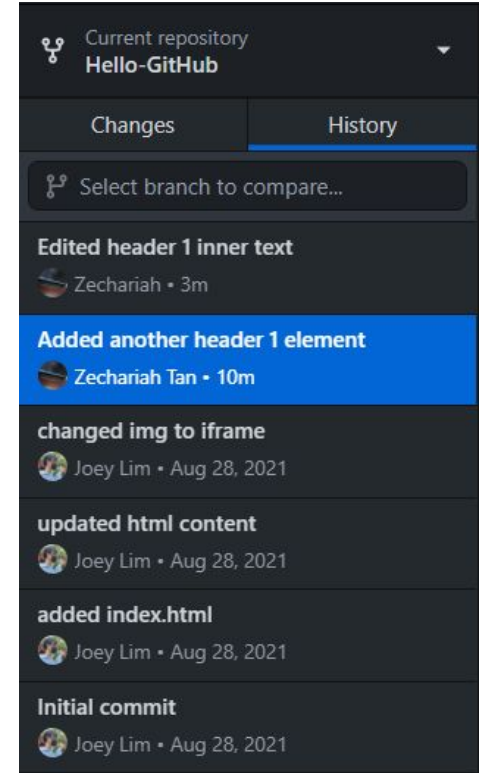 Current repository
Hello-GitHub
Changes History
Select branch to compare...
Edited header 1 inner text
Zechariah • 3m
Added another header 1 element
Zechariah Tan • 10m
changed img to iframe
Joey Lim • Aug 28, 2021
updated html content
Joey Lim • Aug 28, 2021
added index.html
Joey Lim • Aug 28, 2021
Initial commit
Joey Lim • Aug 28, 2021